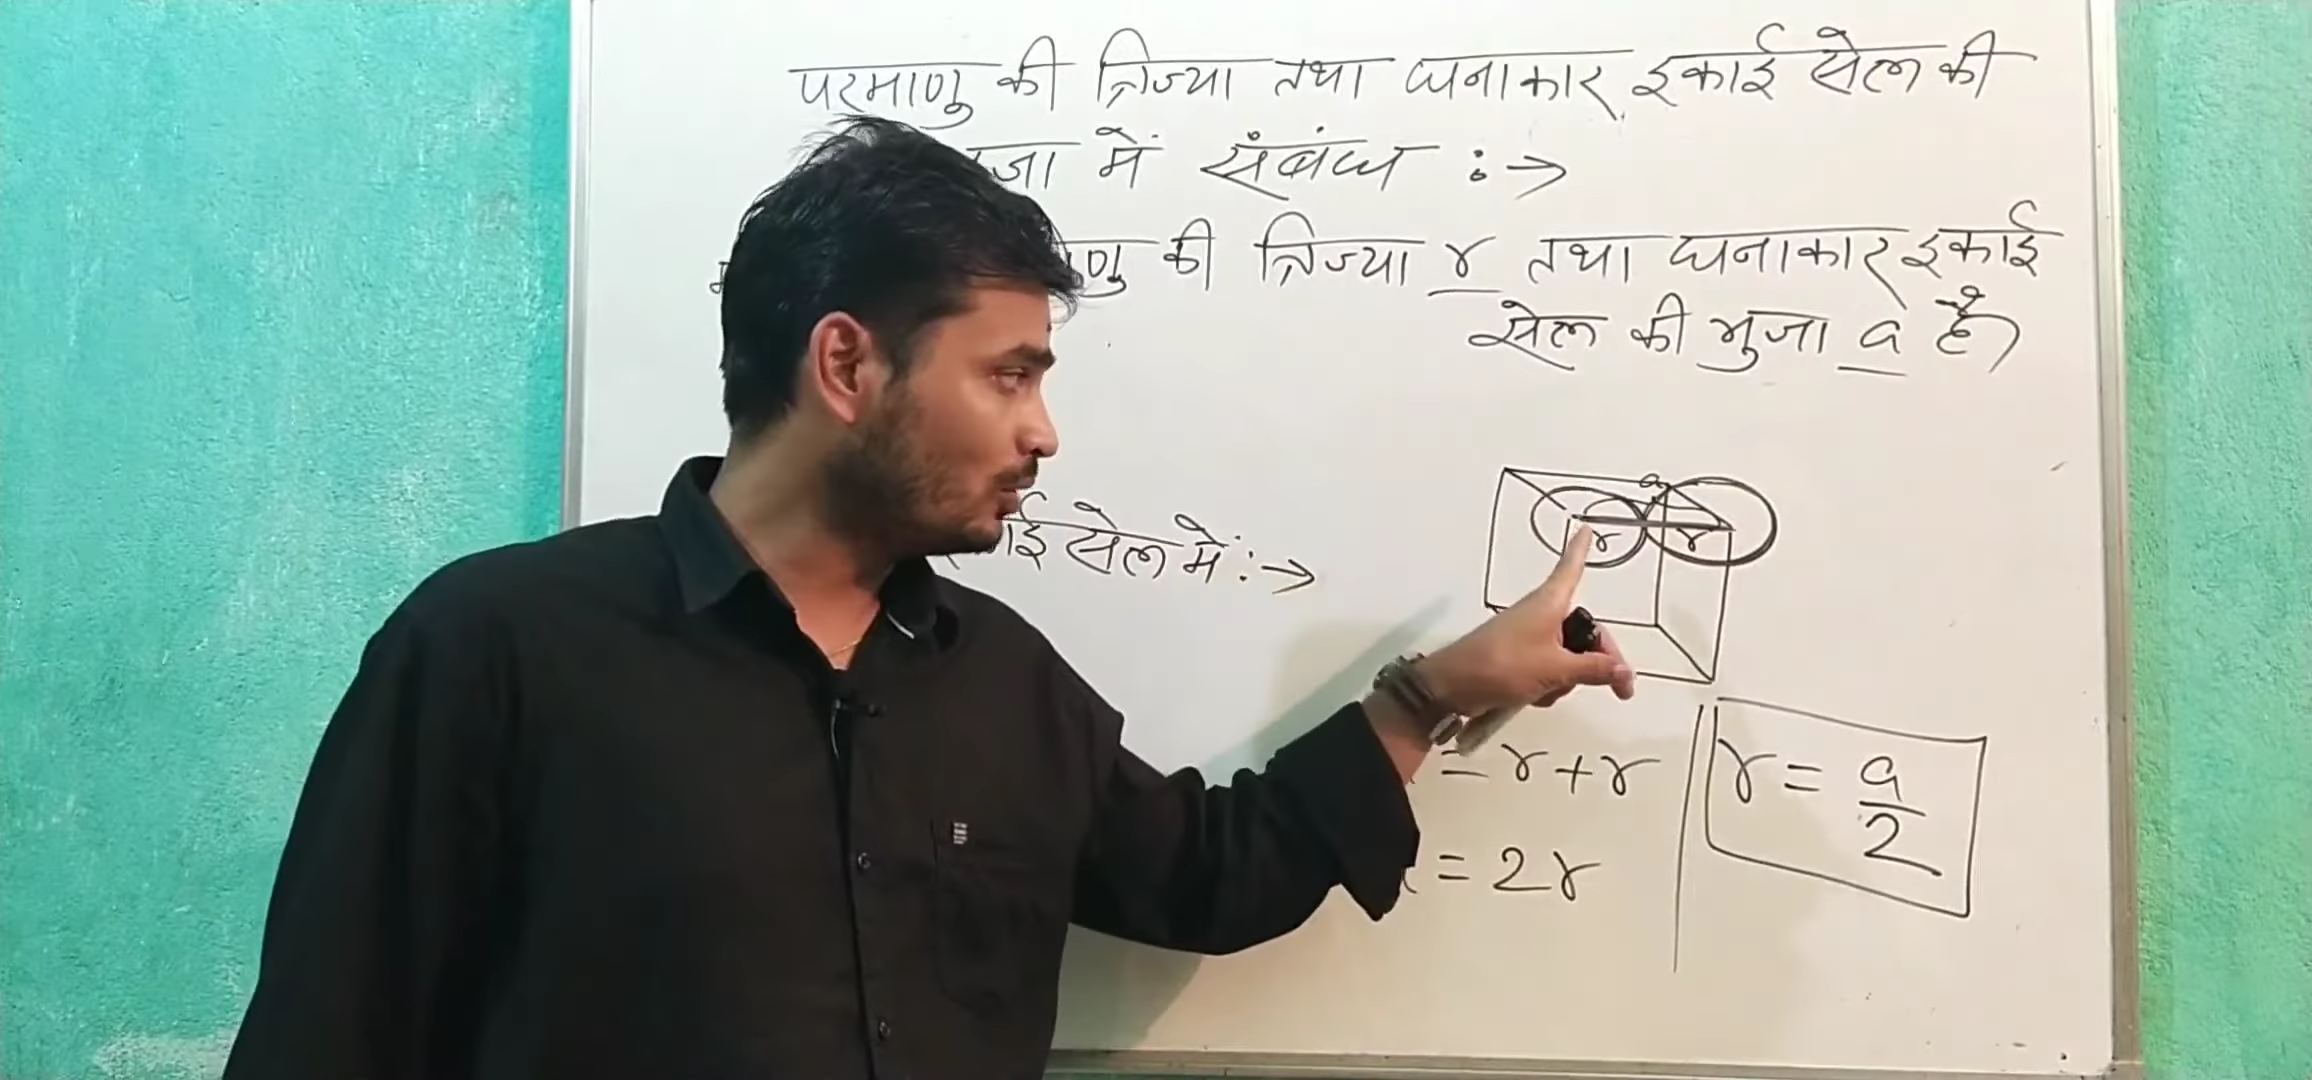 परमाणु की त्रिज्या तथा घनाकार इकाई सेल की
में संबंध :→
की त्रिज्या r तथा घनाकार इकाई
सेल की भुजा a है
सेल में :→
a
r r
= r + r
= 2r
r = a/2